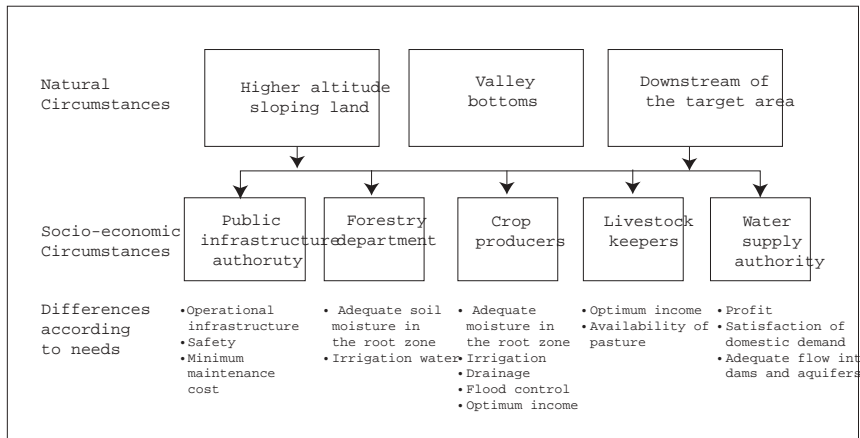 Natural
Circumstances
Higher altitude
sloping land
Valley
bottoms
Downstream of
the target area
Socio-economic
Circumstances
Public
infrastructure
authoruty
Forestry
department
Crop
producers
Livestock
keepers
Water
supply
authority
Differences
according
to needs
•Operational
infrastructure
•Safety
•Minimum
maintenance
cost
• Adequate soil
moisture in
the root zone
•Irrigation water
• Adequate
moisture in
the root zone
•Irrigation
•Drainage
•Flood control
•Optimum income
•Optimum income
•Availability of
pasture
•Profit
•Satisfaction of
domestic demand
•Adequate flow int
dams and aquifers